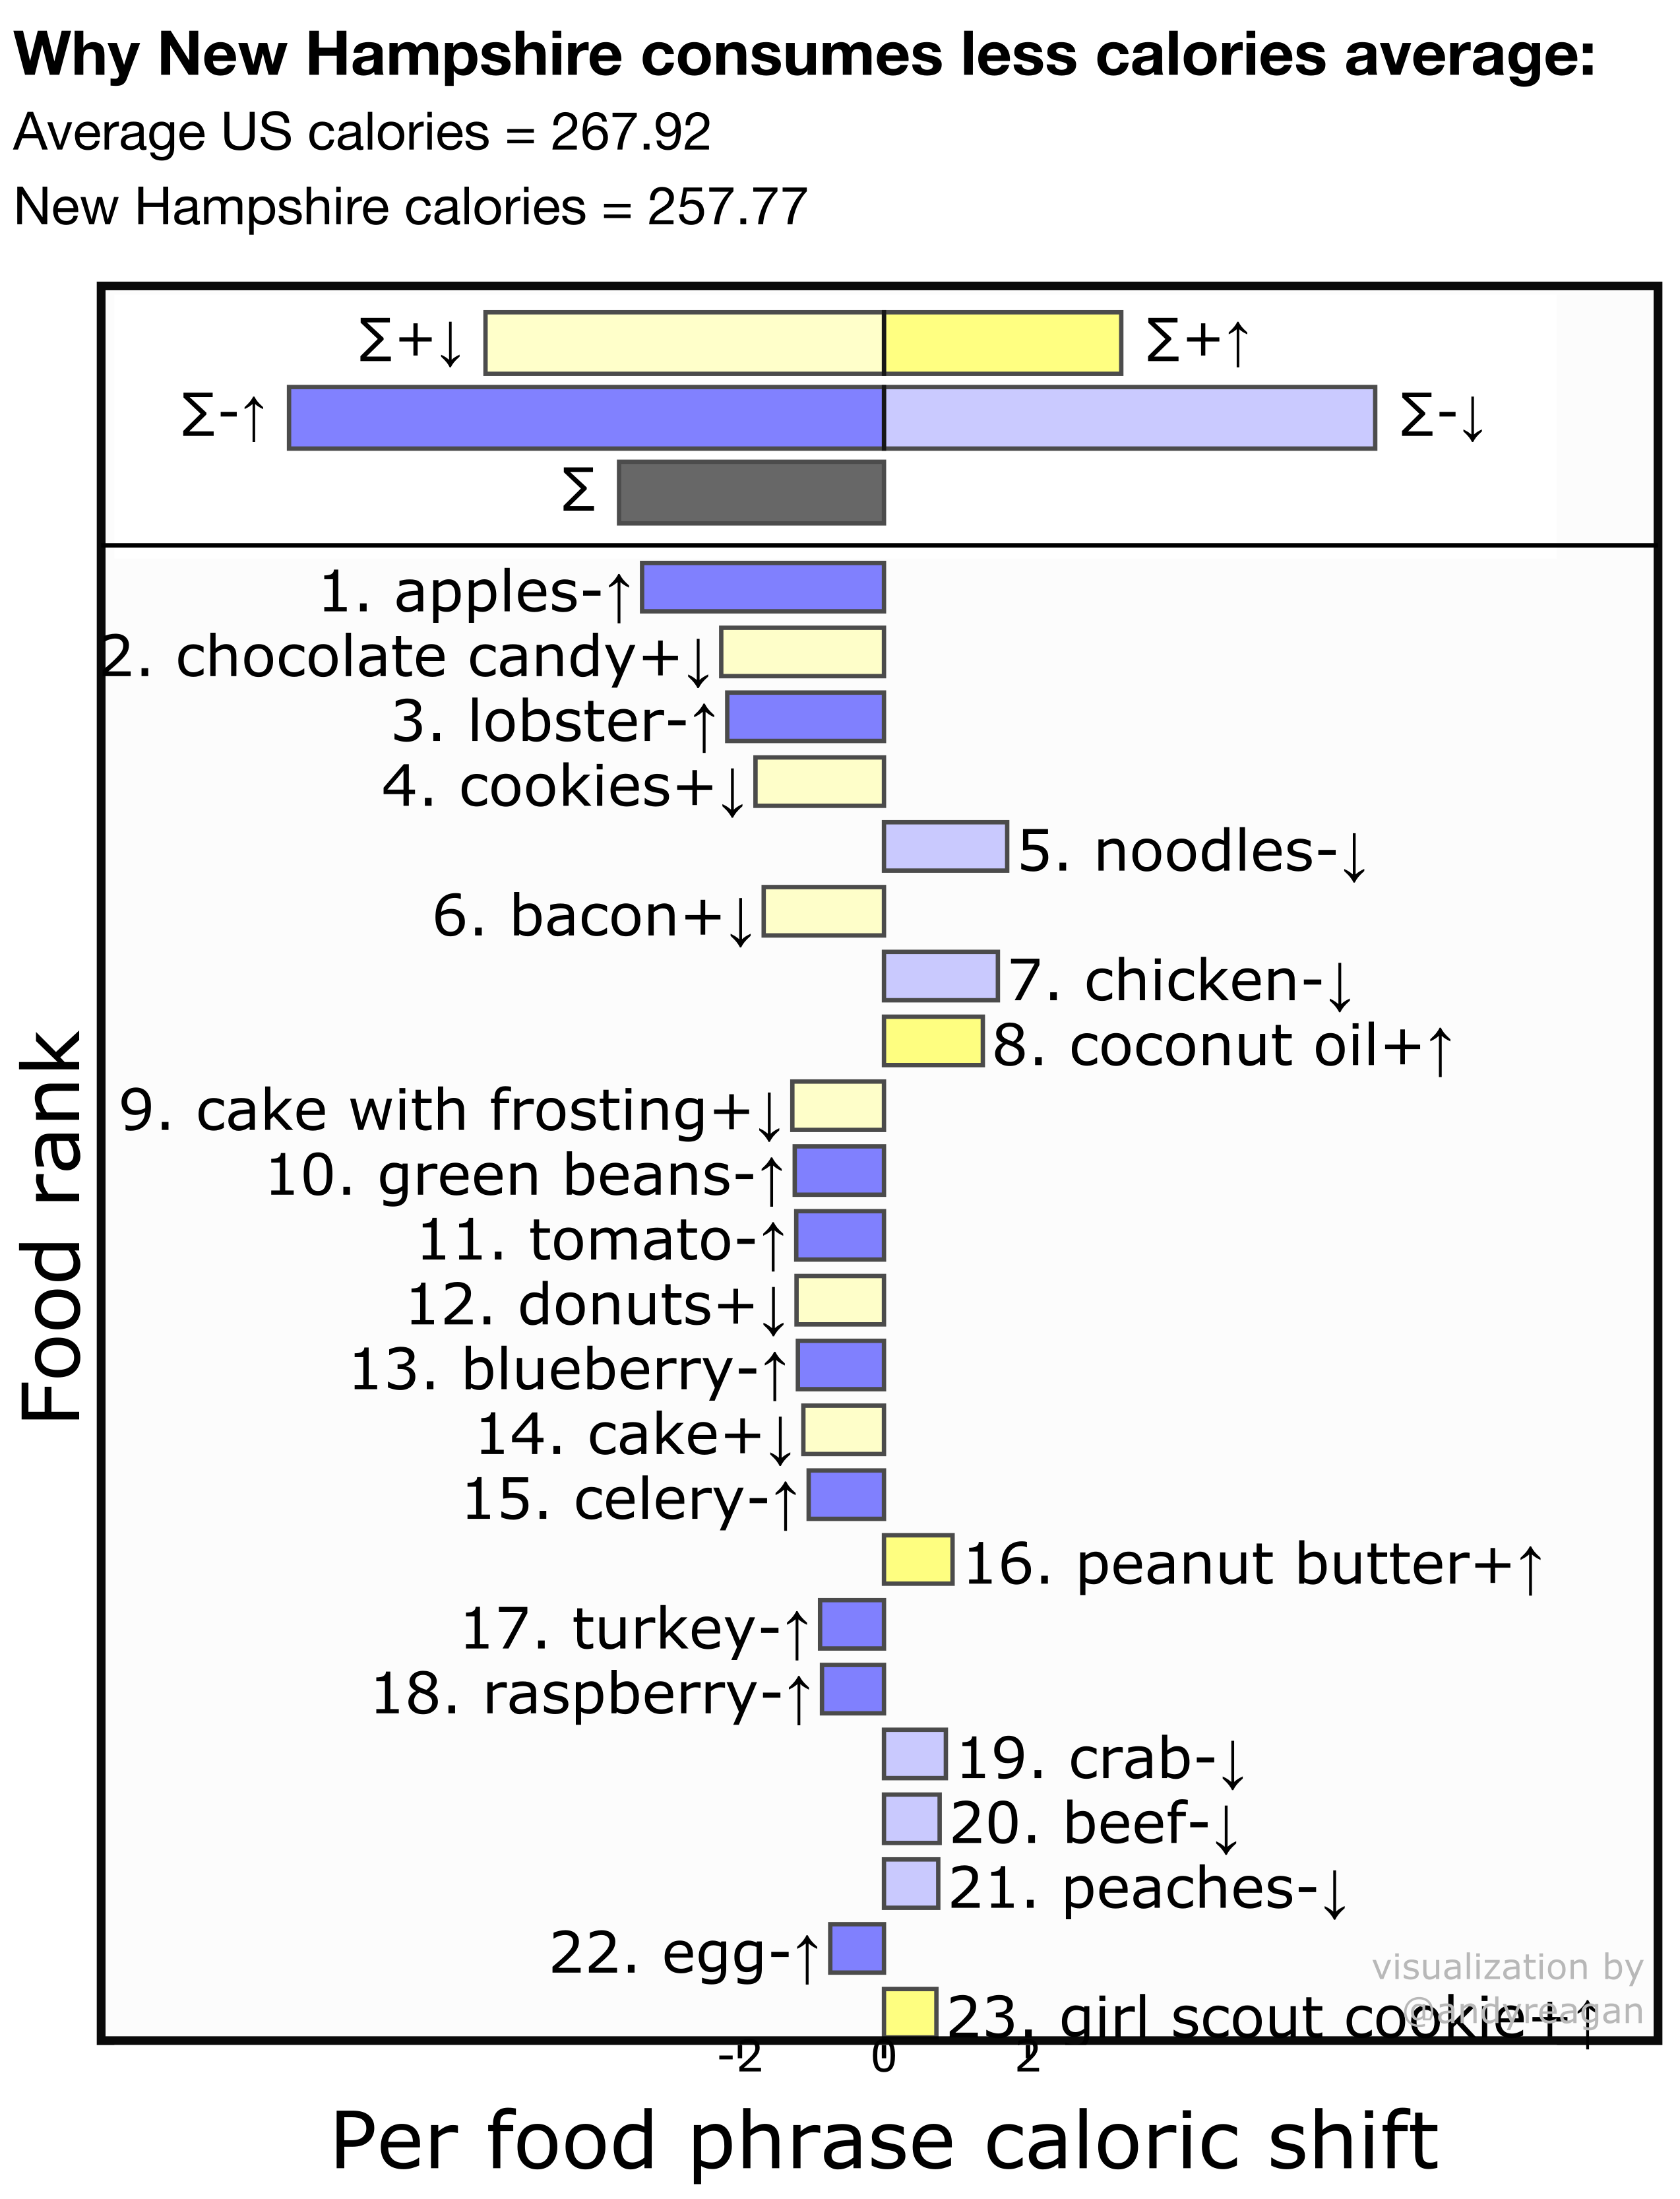 Why New Hampshire consumes less calories average:
Average US calories = 267.92
New Hampshire calories = 257.77
∑+↓
∑+↑
∑-↑
∑-↓
∑
1. apples-↑
2. chocolate candy+↓
3. lobster-↑
4. cookies+↓
5. noodles-↓
6. bacon+↓
7. chicken-↓
8. coconut oil+↑
9. cake with frosting+↓
10. green beans-↑
11. tomato-↑
12. donuts+↓
13. blueberry-↑
14. cake+↓
15. celery-↑
16. peanut butter+↑
17. turkey-↑
18. raspberry-↑
19. crab-↓
20. beef-↓
21. peaches-↓
22. egg-↑
23. girl scout cookie+↑
visualization by
@andyreagan
Food rank
-2 0 2
Per food phrase caloric shift